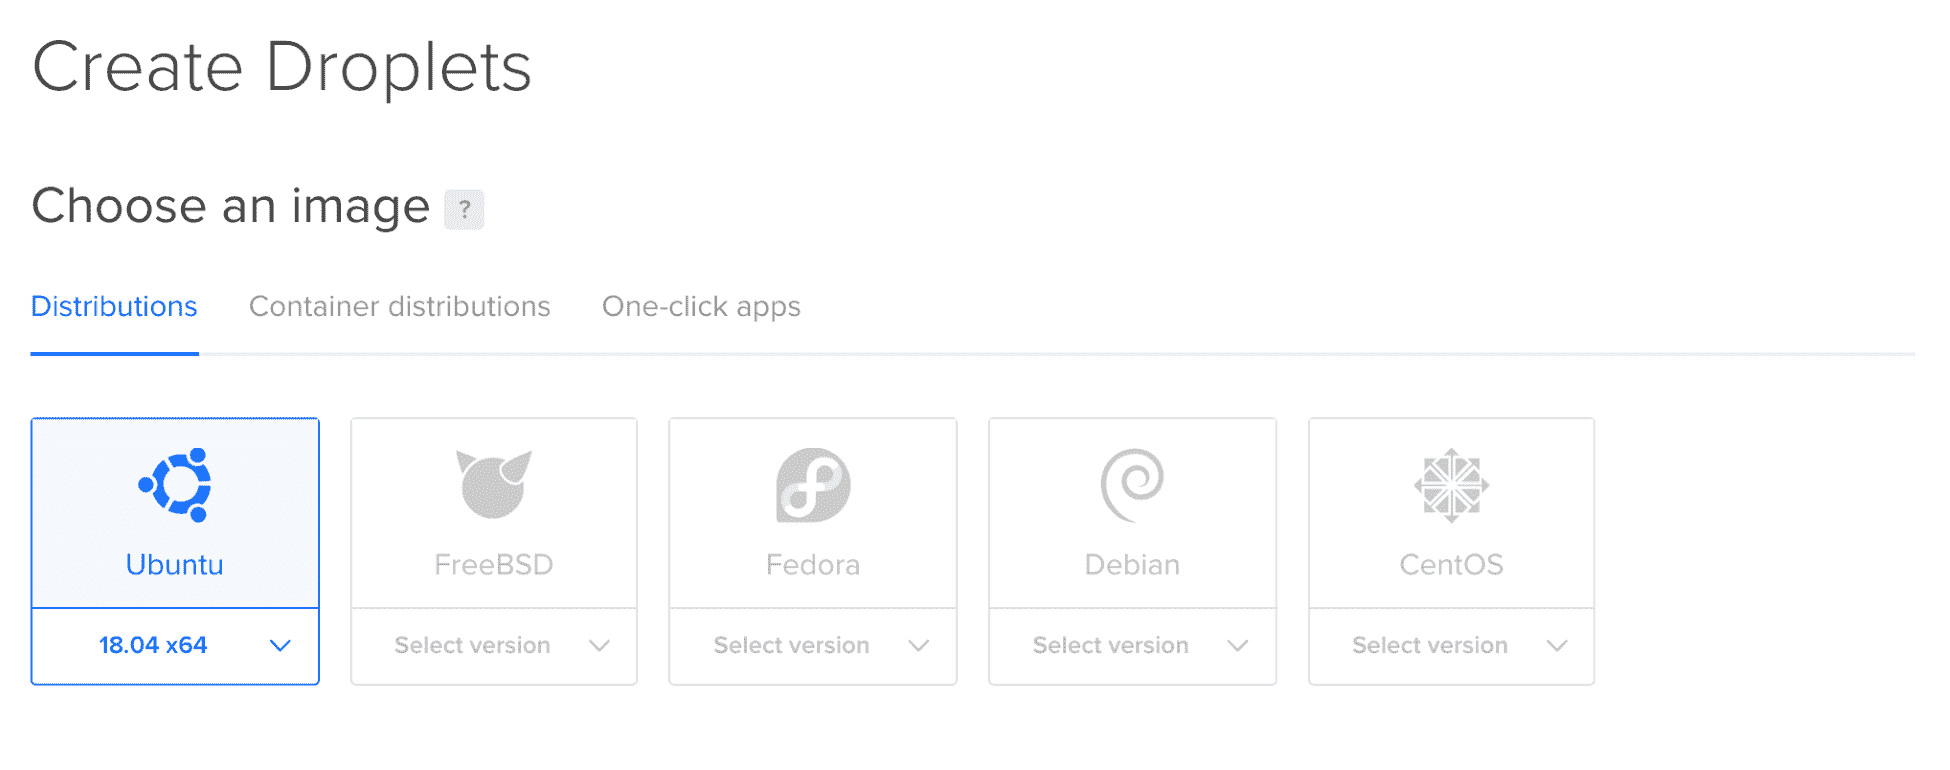 Create Droplets
Choose an image ?
Distributions Container distributions One-click apps
Ubuntu FreeBSD Fedora Debian CentOS
18.04 x64 Select version Select version Select version Select version